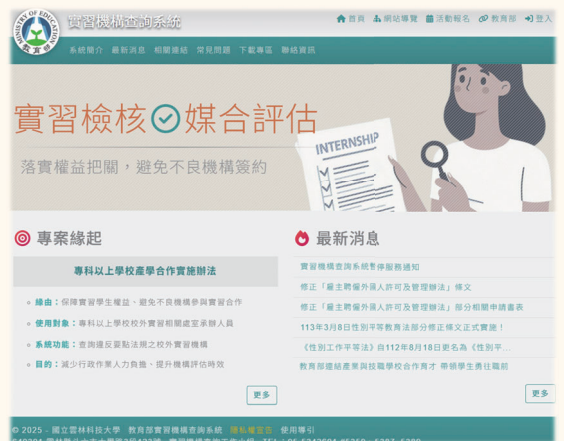 MINISTRY OF EDUCATION
教育部
實習機構查詢系統
首頁 網站導覽 活動報名 教育部 登入
系統簡介 最新消息 相關連結 常見問題 下載專區 聯絡資訊
實習檢核 媒合評估
落實權益把關，避免不良機構簽約
INTERNSHIP
專案緣起
專科以上學校產學合作實施辦法
緣由：保障實習學生權益、避免不良機構參與實習合作
使用對象：專科以上學校校外實習相關處室承辦人員
系統功能：查詢違反要點法規之校外實習機構
目的：減少行政作業人力負擔、提升機構評估時效
更多
最新消息
實習機構查詢系統暫停服務通知
修正「雇主聘僱外國人許可及管理辦法」條文
修正「雇主聘僱外國人許可及管理辦法」部分相關申請書表
113年3月8日性別平等教育法部分修正條文正式實施！
《性別工作平等法》自112年8月18日更名為《性別平...
教育部連結產業與技職學校合作育才 帶領學生勇往職前
更多
© 2025 - 國立雲林科技大學 教育部實習機構查詢系統 隱私權宣告 使用導引